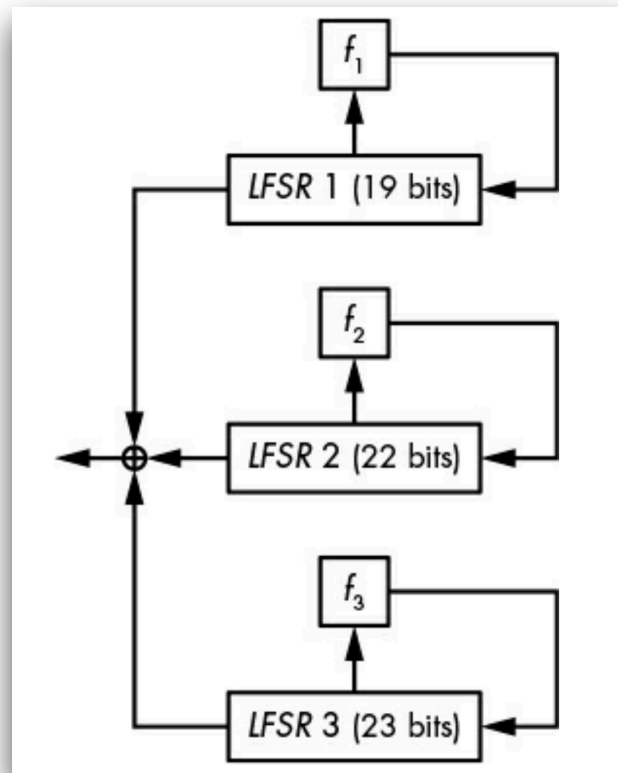 f₁
LFSR 1 (19 bits)
f₂
LFSR 2 (22 bits)
f₃
LFSR 3 (23 bits)